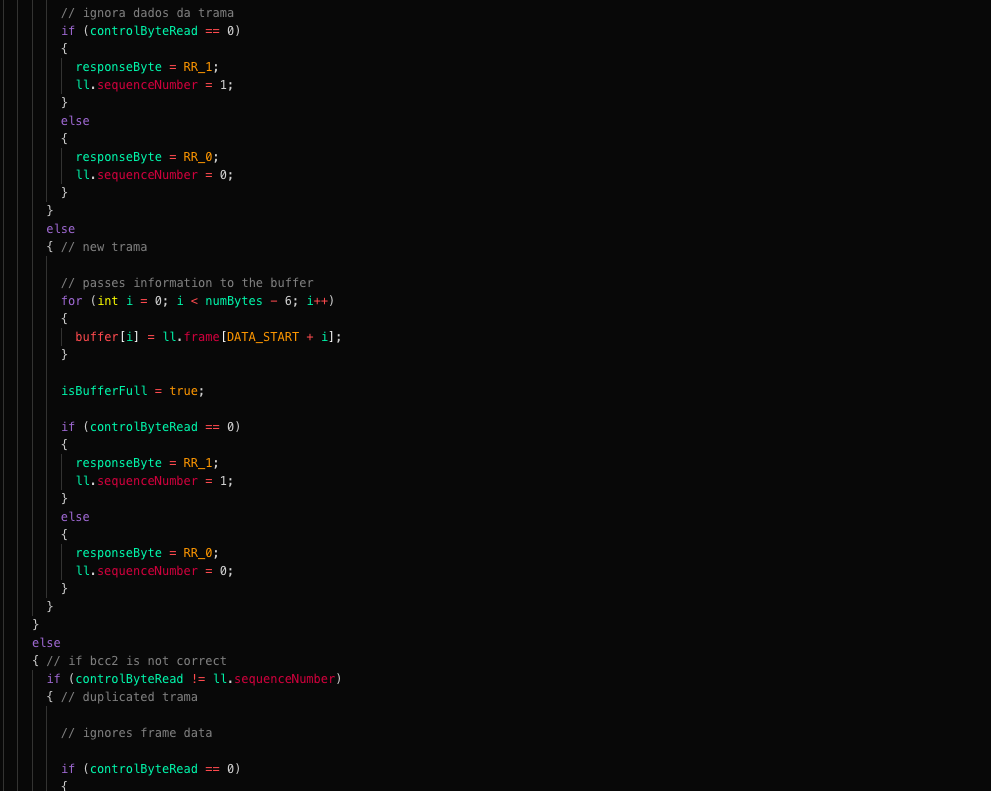 // ignora dados da trama
if (controlByteRead == 0)
{
responseByte = RR_1;
ll.sequenceNumber = 1;
}
else
{
responseByte = RR_0;
ll.sequenceNumber = 0;
}
}
else
{ // new trama
// passes information to the buffer
for (int i = 0; i < numBytes - 6; i++)
{
buffer[i] = ll.frame[DATA_START + i];
}
isBufferFull = true;
if (controlByteRead == 0)
{
responseByte = RR_1;
ll.sequenceNumber = 1;
}
else
{
responseByte = RR_0;
ll.sequenceNumber = 0;
}
}
}
else
{ // if bcc2 is not correct
if (controlByteRead != ll.sequenceNumber)
{ // duplicated trama
// ignores frame data
if (controlByteRead == 0)
{